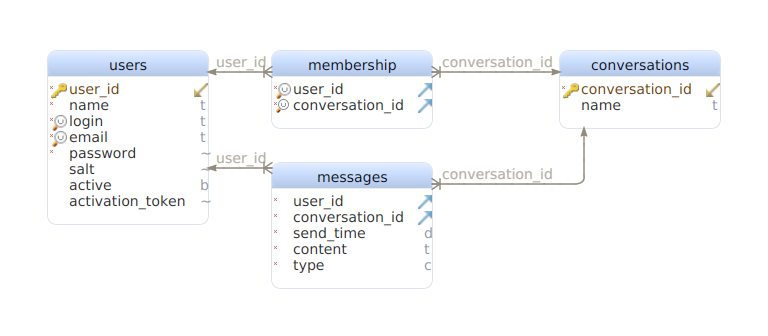 users
user_id
name t
login t
email t
password ~
salt ~
active b
activation_token ~
user_id
membership
user_id
conversation_id
conversation_id
conversations
conversation_id
name t
user_id
messages
user_id
conversation_id
send_time d
content t
type c
conversation_id